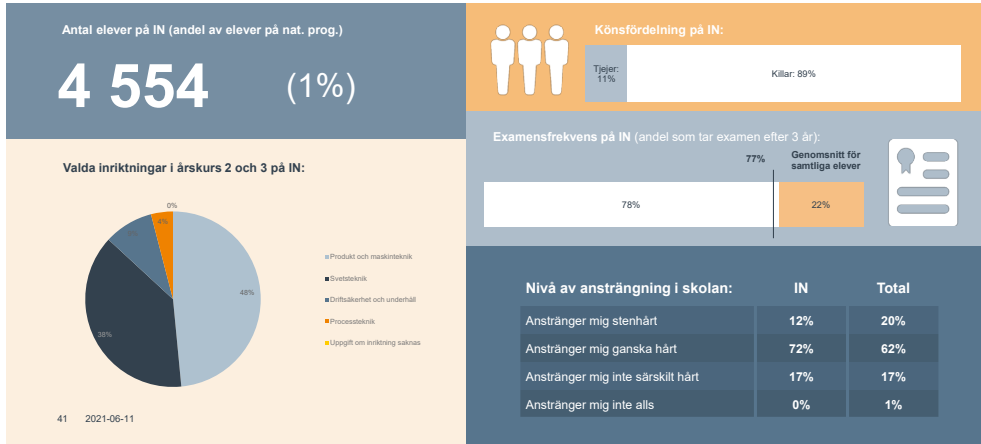 Antal elever på IN (andel av elever på nat. prog.)
4 554 (1%)
Valda inriktningar i årskurs 2 och 3 på IN:
0%
4%
48%
38%
Produkt och maskinteknik
Svetsteknik
Driftsäkerhet och underhåll
Processteknik
Uppgift om inriktning saknas
41 2021-06-11
Könsfördelning på IN:
Tjejer:
11%
Killar: 89%
Examensfrekvens på IN (andel som tar examen efter 3 år):
77%
Genomsnitt för
samtliga elever
78%
22%
Nivå av ansträngning i skolan: IN Total
Anstränger mig stenhårt 12% 20%
Anstränger mig ganska hårt 72% 62%
Anstränger mig inte särskilt hårt 17% 17%
Anstränger mig inte alls 0% 1%